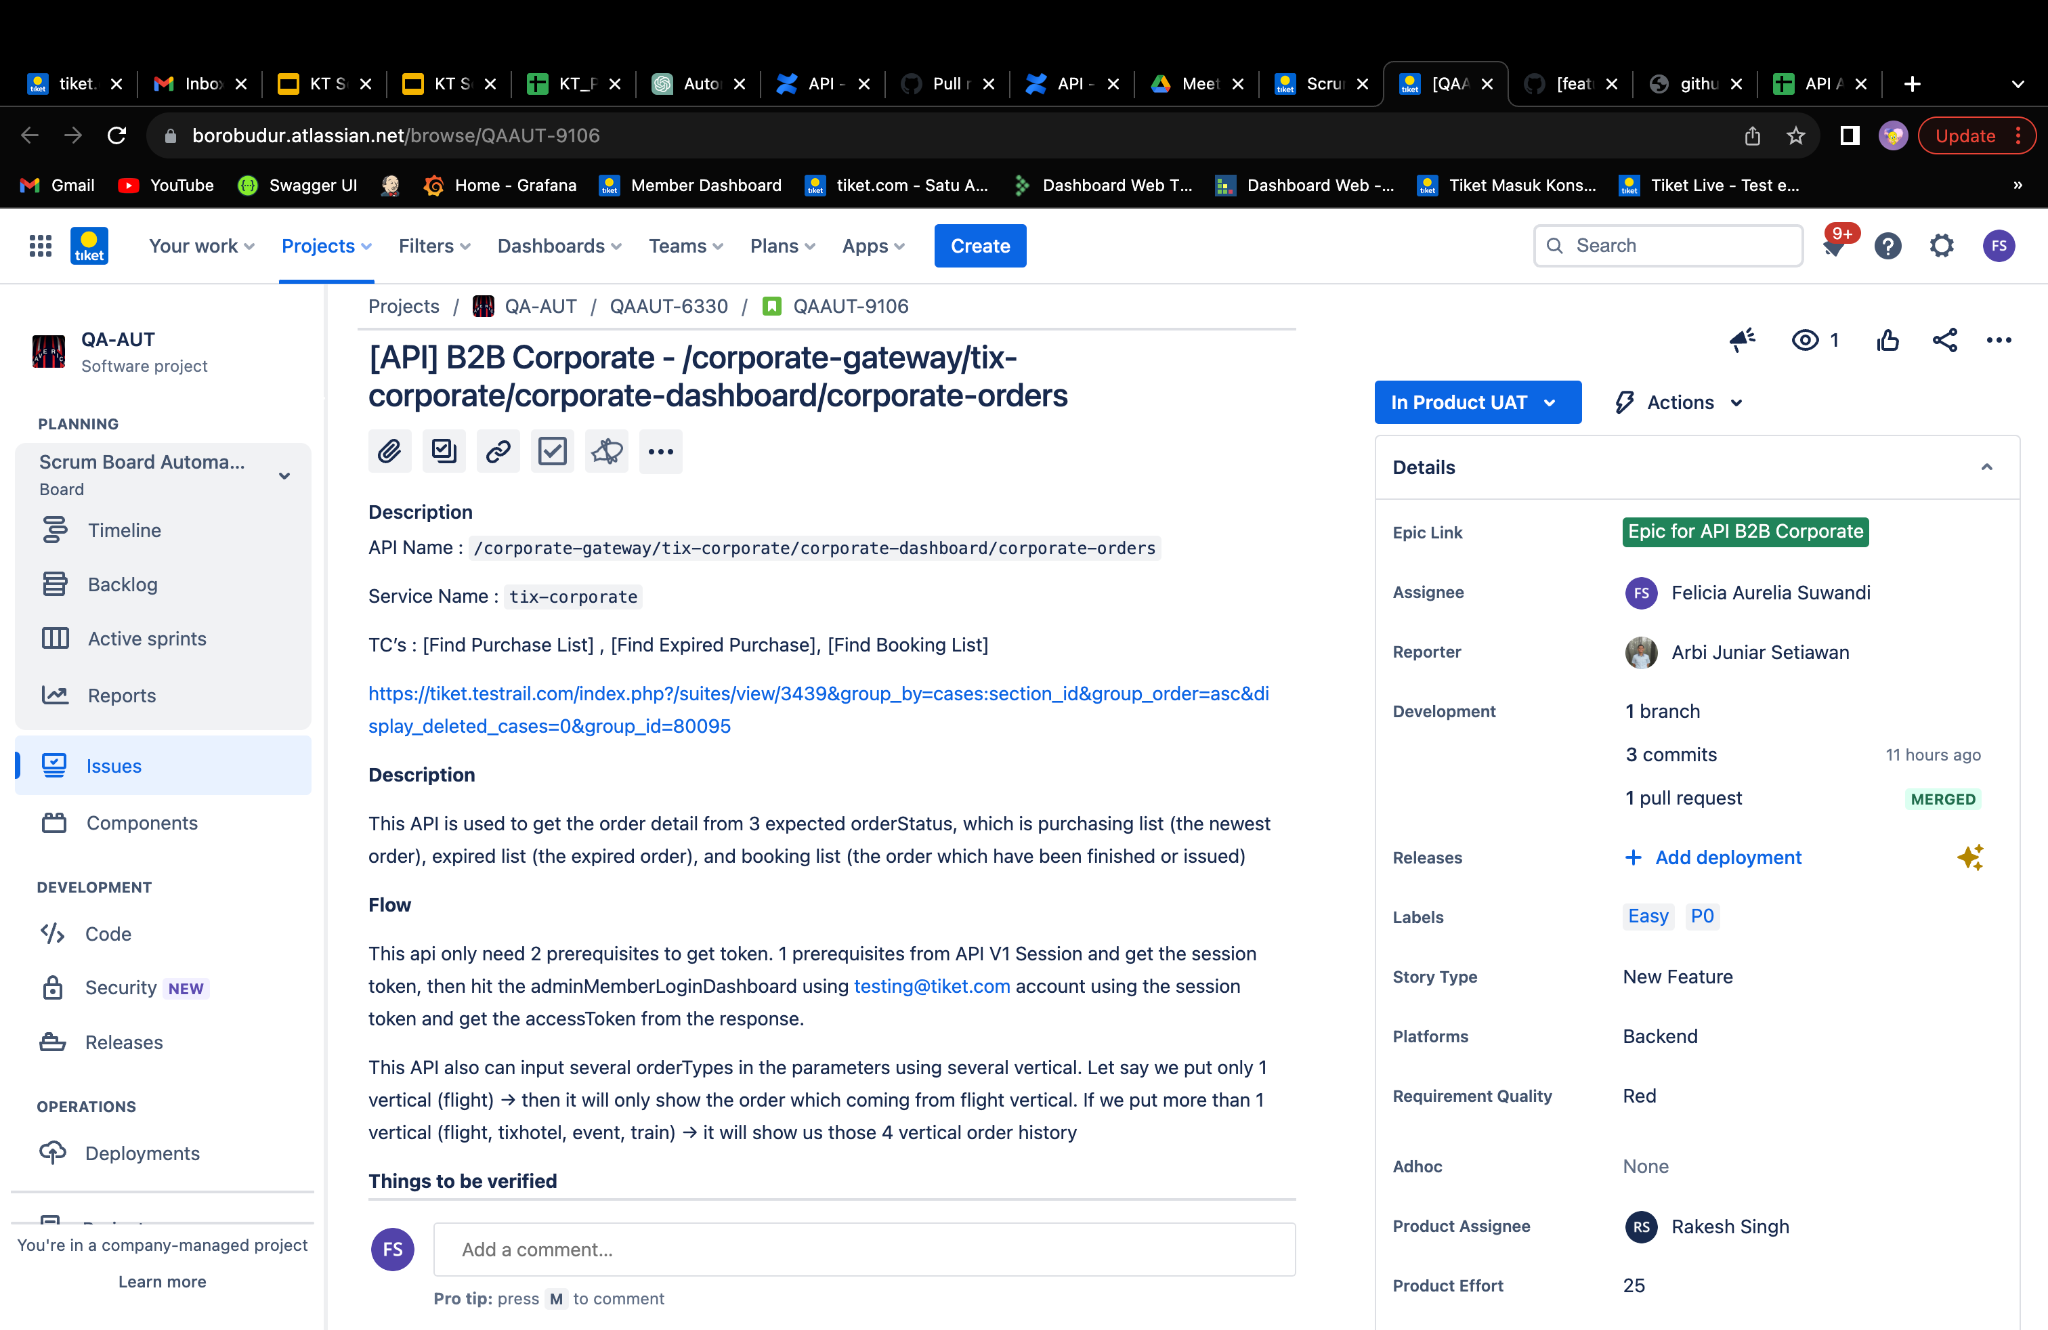 tiket.
Inbo
KT S
KT S
KT_P
Auto
API -
Pull r
API -
Meet
Scru
[QAA
[feat
githu
API A
borobudur.atlassian.net/browse/QAAUT-9106
Update
Gmail
YouTube
Swagger UI
Home - Grafana
Member Dashboard
tiket.com - Satu A...
Dashboard Web T...
Dashboard Web -...
Tiket Masuk Kons...
Tiket Live - Test e...
»
tiket
Your work
Projects
Filters
Dashboards
Teams
Plans
Apps
Create
Search
9+
FS
QA-AUT
Software project
PLANNING
Scrum Board Automa...
Board
Timeline
Backlog
Active sprints
Reports
Issues
Components
DEVELOPMENT
Code
Security NEW
Releases
OPERATIONS
Deployments
You're in a company-managed project
Learn more
Projects / QA-AUT / QAAUT-6330 / QAAUT-9106
[API] B2B Corporate - /corporate-gateway/tix-
corporate/corporate-dashboard/corporate-orders
Description
API Name : /corporate-gateway/tix-corporate/corporate-dashboard/corporate-orders
Service Name : tix-corporate
TC's : [Find Purchase List] , [Find Expired Purchase], [Find Booking List]
https://tiket.testrail.com/index.php?/suites/view/3439&group_by=cases:section_id&group_order=asc&di
splay_deleted_cases=0&group_id=80095
Description
This API is used to get the order detail from 3 expected orderStatus, which is purchasing list (the newest
order), expired list (the expired order), and booking list (the order which have been finished or issued)
Flow
This api only need 2 prerequisites to get token. 1 prerequisites from API V1 Session and get the session
token, then hit the adminMemberLoginDashboard using testing@tiket.com account using the session
token and get the accessToken from the response.
This API also can input several orderTypes in the parameters using several vertical. Let say we put only 1
vertical (flight) → then it will only show the order which coming from flight vertical. If we put more than 1
vertical (flight, tixhotel, event, train) → it will show us those 4 vertical order history
Things to be verified
FS
Add a comment...
Pro tip: press M to comment
1
In Product UAT
Actions
Details
Epic Link
Epic for API B2B Corporate
Assignee
FS Felicia Aurelia Suwandi
Reporter
Arbi Juniar Setiawan
Development
1 branch
3 commits
11 hours ago
1 pull request
MERGED
Releases
+ Add deployment
Labels
Easy P0
Story Type
New Feature
Platforms
Backend
Requirement Quality
Red
Adhoc
None
Product Assignee
RS Rakesh Singh
Product Effort
25